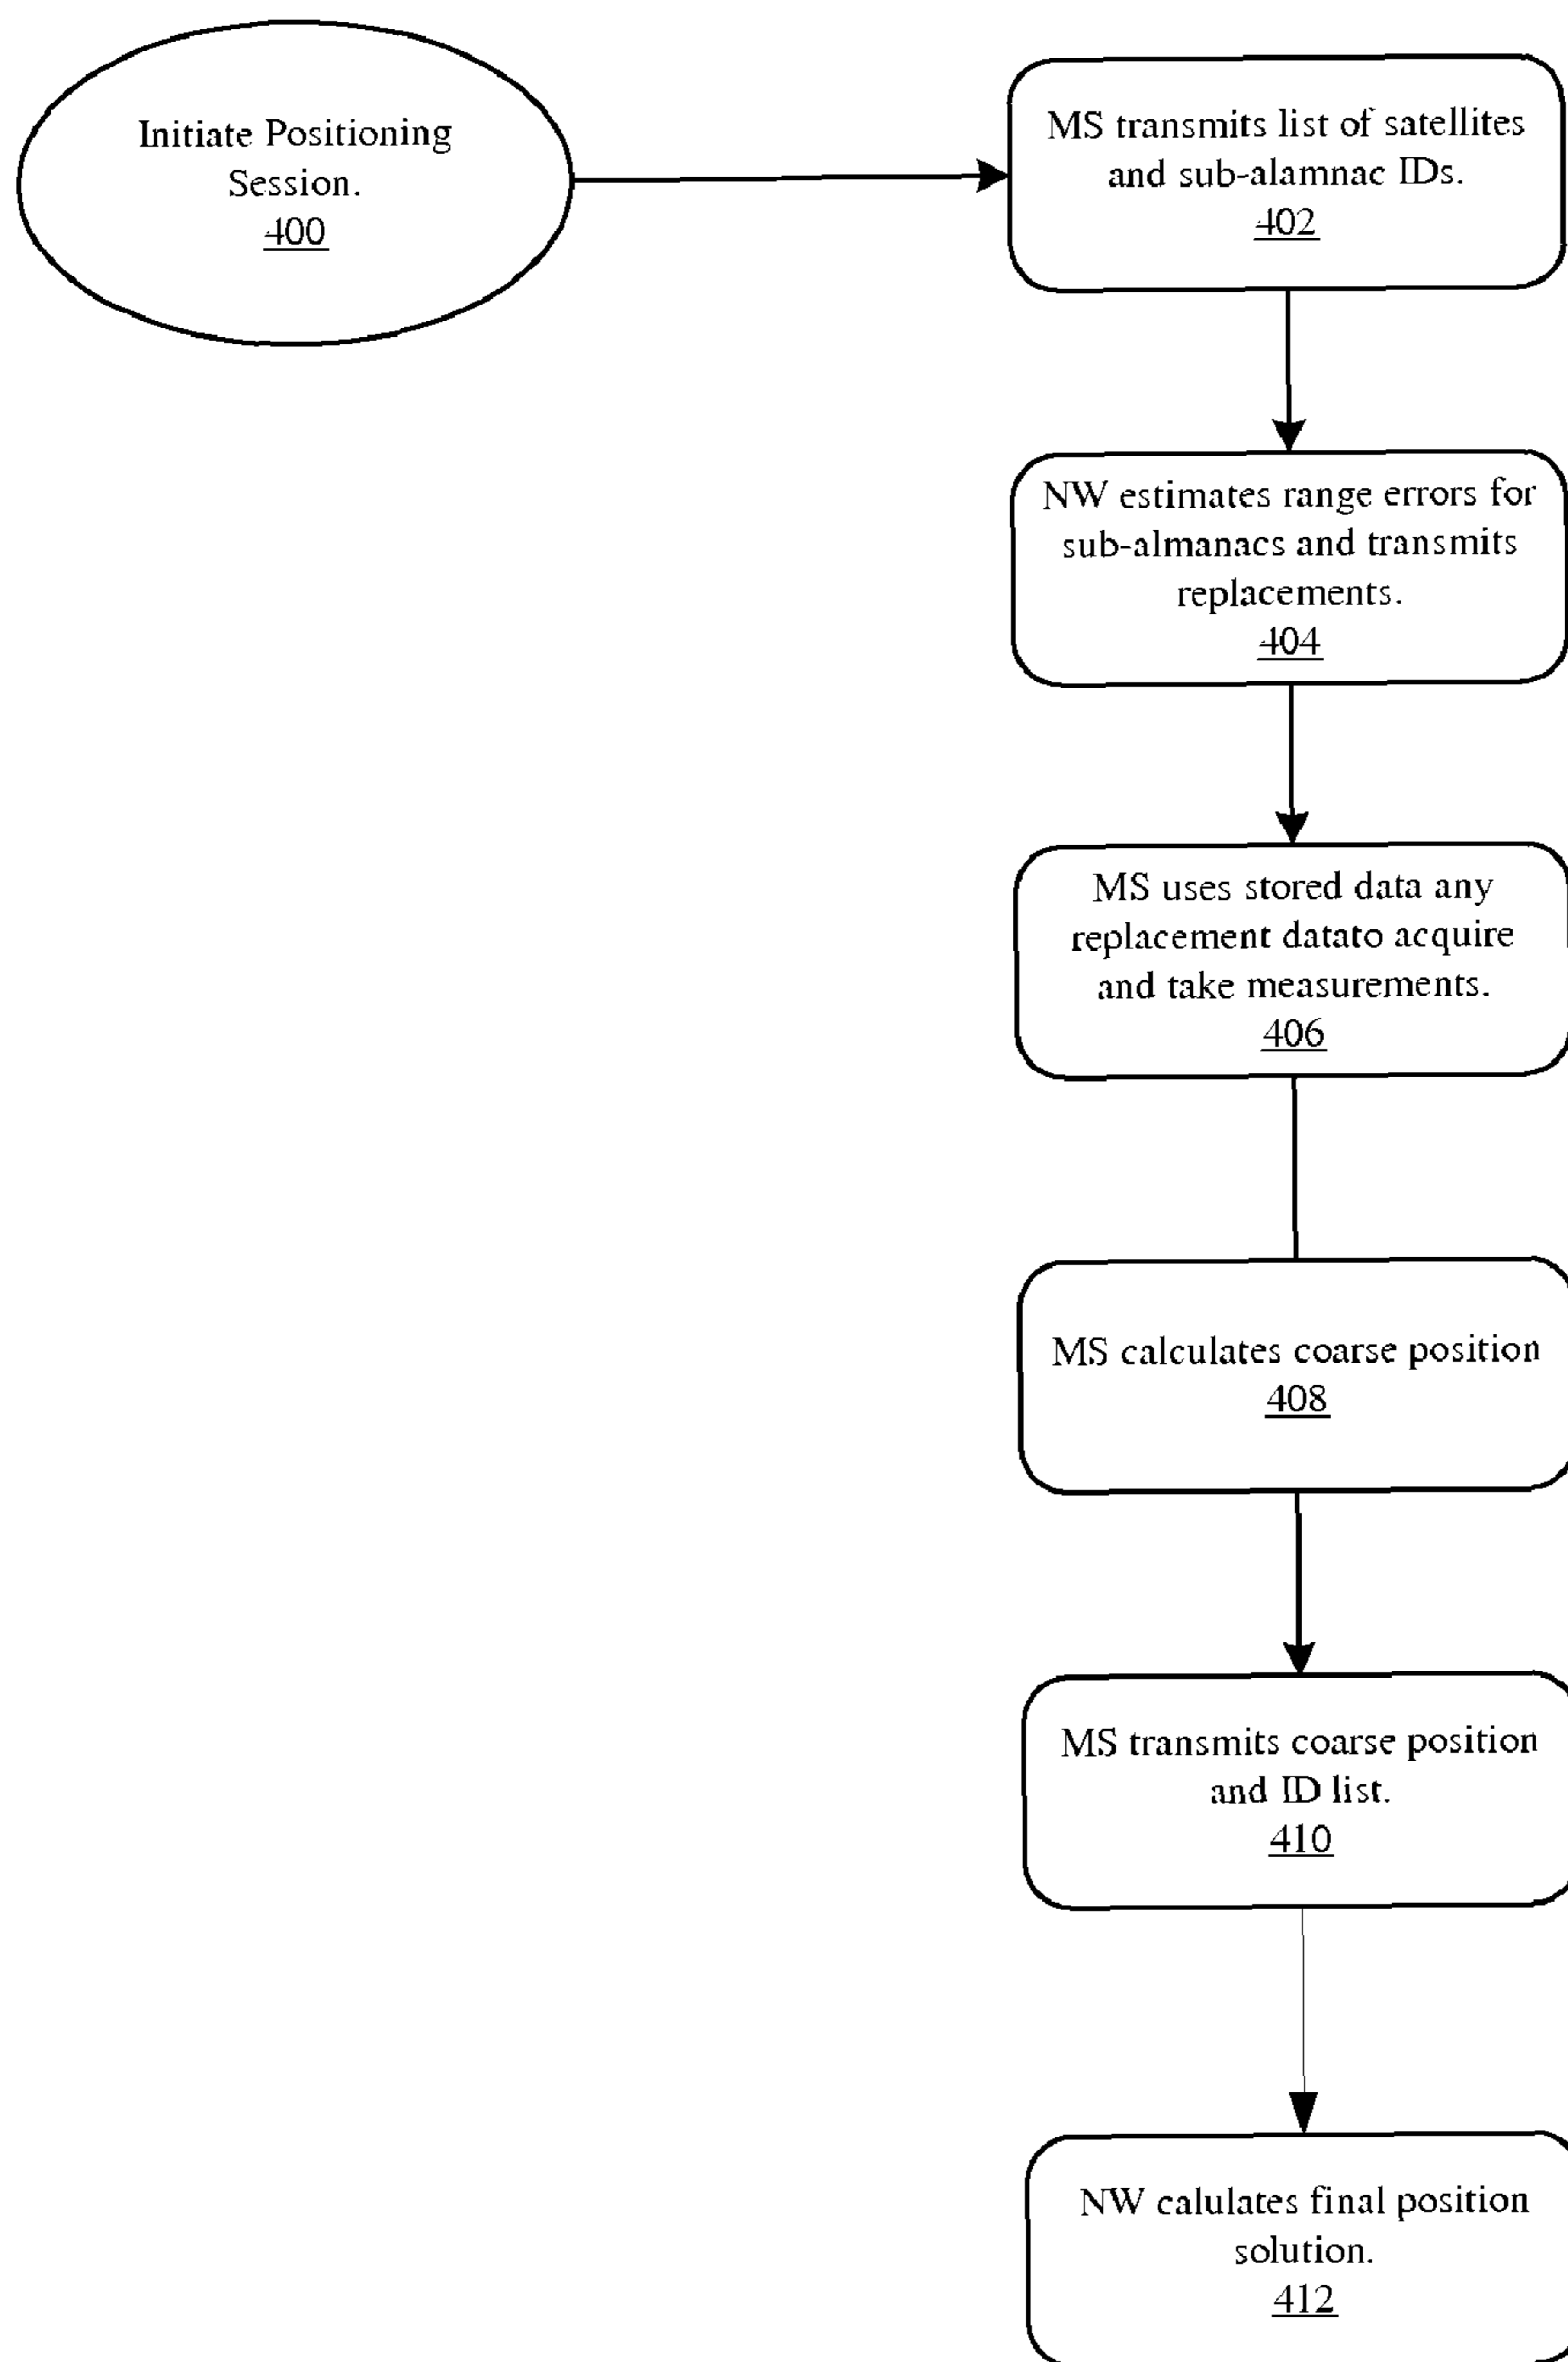 Initiate Positioning
Session.
400
MS transmits list of satellites
and sub-alamnac IDs.
402
NW estimates range errors for
sub-almanacs and transmits
replacements.
404
MS uses stored data any
replacement datato acquire
and take measurements.
406
MS calculates coarse position
408
MS transmits coarse position
and ID list.
410
NW calulates final position
solution.
412